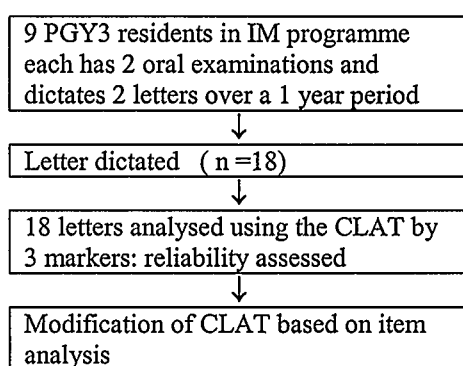 9 PGY3 residents in IM programme
each has 2 oral examinations and
dictates 2 letters over a 1 year period
↓
Letter dictated ( n =18)
↓
18 letters analysed using the CLAT by
3 markers: reliability assessed
↓
Modification of CLAT based on item
analysis